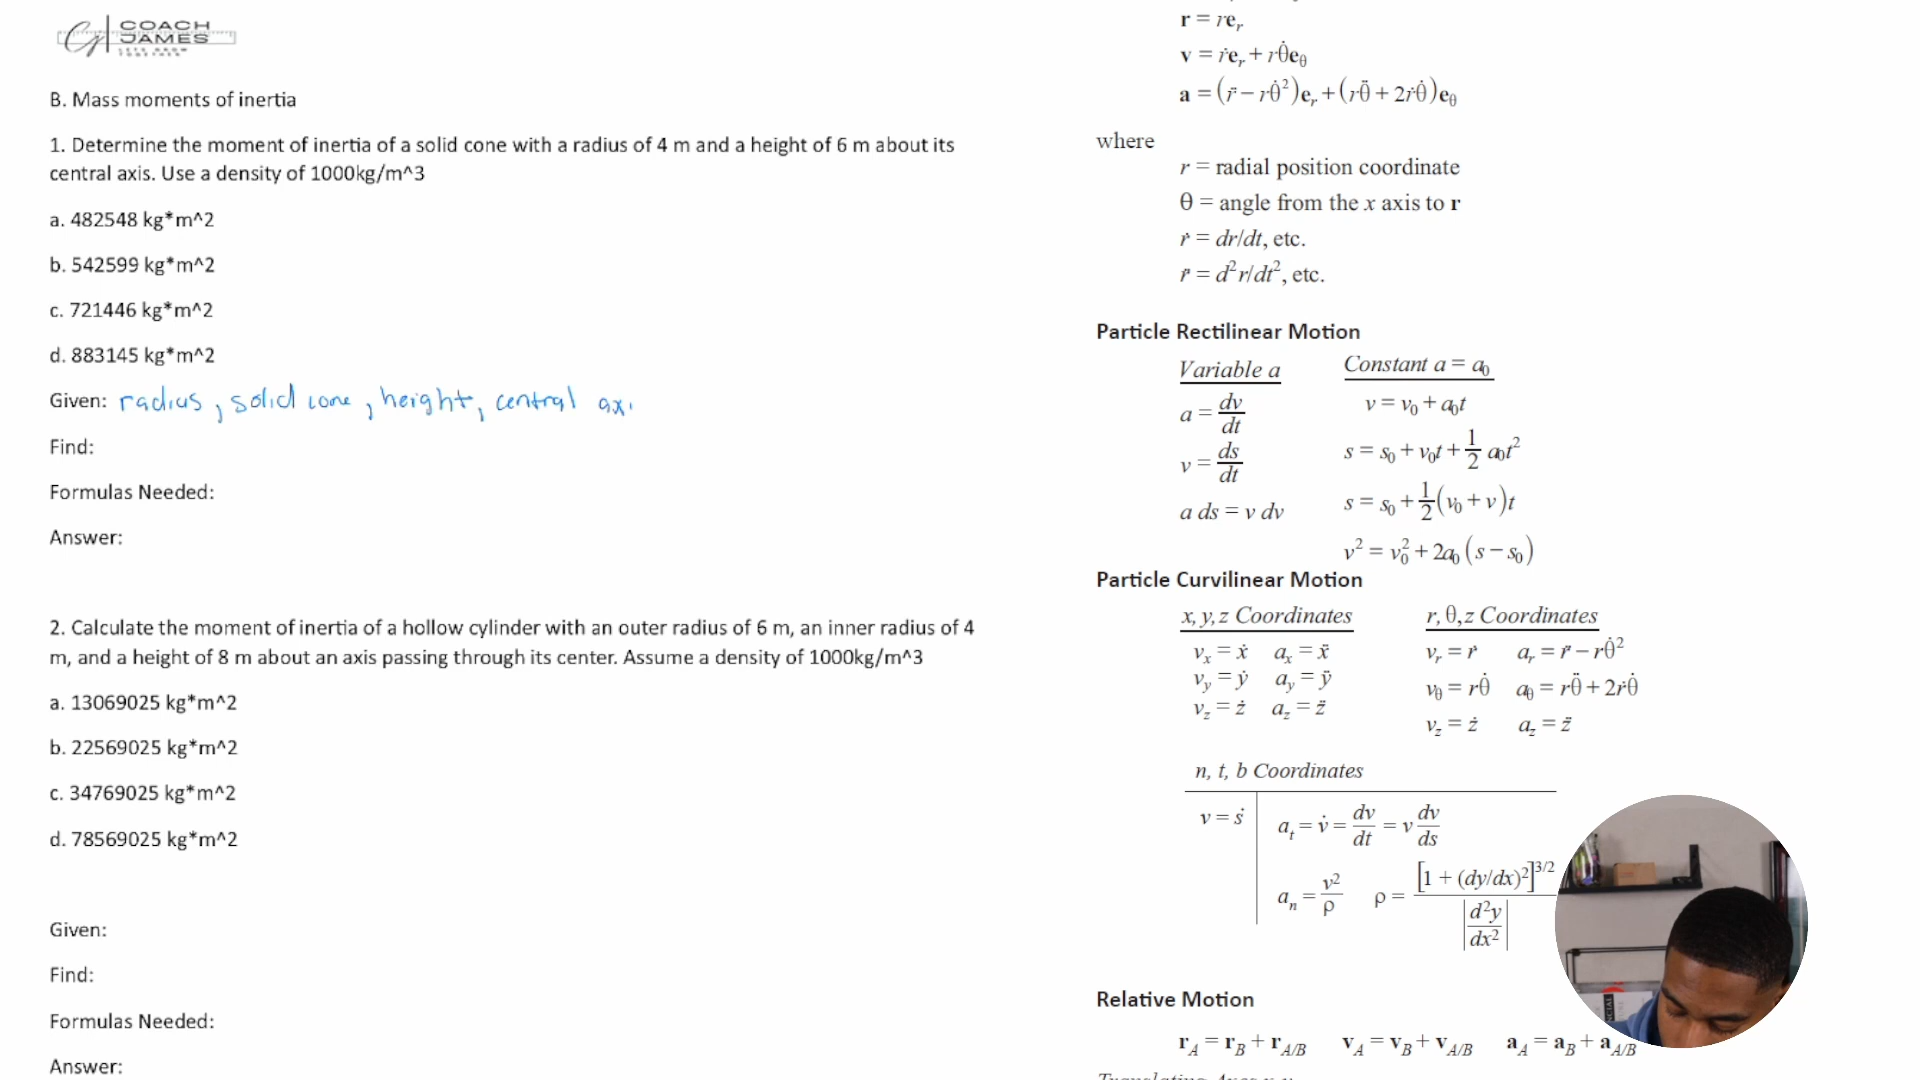 COACH
JAMES
LETS GROW
TOGETHER
B. Mass moments of inertia
1. Determine the moment of inertia of a solid cone with a radius of 4 m and a height of 6 m about its
central axis. Use a density of 1000kg/m^3
a. 482548 kg*m^2
b. 542599 kg*m^2
c. 721446 kg*m^2
d. 883145 kg*m^2
Given: radius, solid cone, height, central axi
Find:
Formulas Needed:
Answer:
2. Calculate the moment of inertia of a hollow cylinder with an outer radius of 6 m, an inner radius of 4
m, and a height of 8 m about an axis passing through its center. Assume a density of 1000kg/m^3
a. 13069025 kg*m^2
b. 22569025 kg*m^2
c. 34769025 kg*m^2
d. 78569025 kg*m^2
Given:
Find:
Formulas Needed:
Answer:
r = re_r
v = ṙe_r + rθ̇e_θ
a = (r̈ − rθ̇²)e_r + (rθ̈ + 2ṙθ̇)e_θ
where
r = radial position coordinate
θ = angle from the x axis to r
ṙ = dr/dt, etc.
r̈ = d²r/dt², etc.
Particle Rectilinear Motion
Variable a
a = dv/dt
v = ds/dt
a ds = v dv
Constant a = a₀
v = v₀ + a₀t
s = s₀ + v₀t + 1/2 a₀t²
s = s₀ + 1/2 (v₀ + v)t
v² = v₀² + 2a₀ (s − s₀)
Particle Curvilinear Motion
x, y, z Coordinates
v_x = ẋ a_x = ẍ
v_y = ẏ a_y = ÿ
v_z = ż a_z = z̈
r, θ, z Coordinates
v_r = ṙ a_r = r̈ − rθ̇²
v_θ = rθ̇ a_θ = rθ̈ + 2ṙθ̇
v_z = ż a_z = z̈
n, t, b Coordinates
v = ṡ
a_t = v̇ = dv/dt = v dv/ds
a_n = v²/ρ ρ = [1 + (dy/dx)²]^3/2 / |d²y/dx²|
Relative Motion
r_A = r_B + r_A/B v_A = v_B + v_A/B a_A = a_B + a_A/B